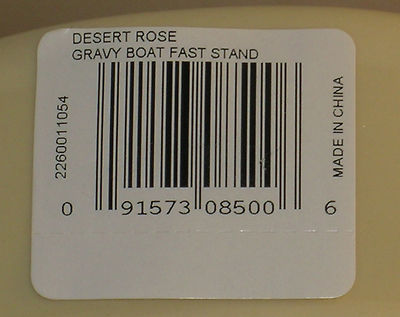 DESERT ROSE
GRAVY BOAT FAST STAND
2260011054
MADE IN CHINA
0 91573 08500 6